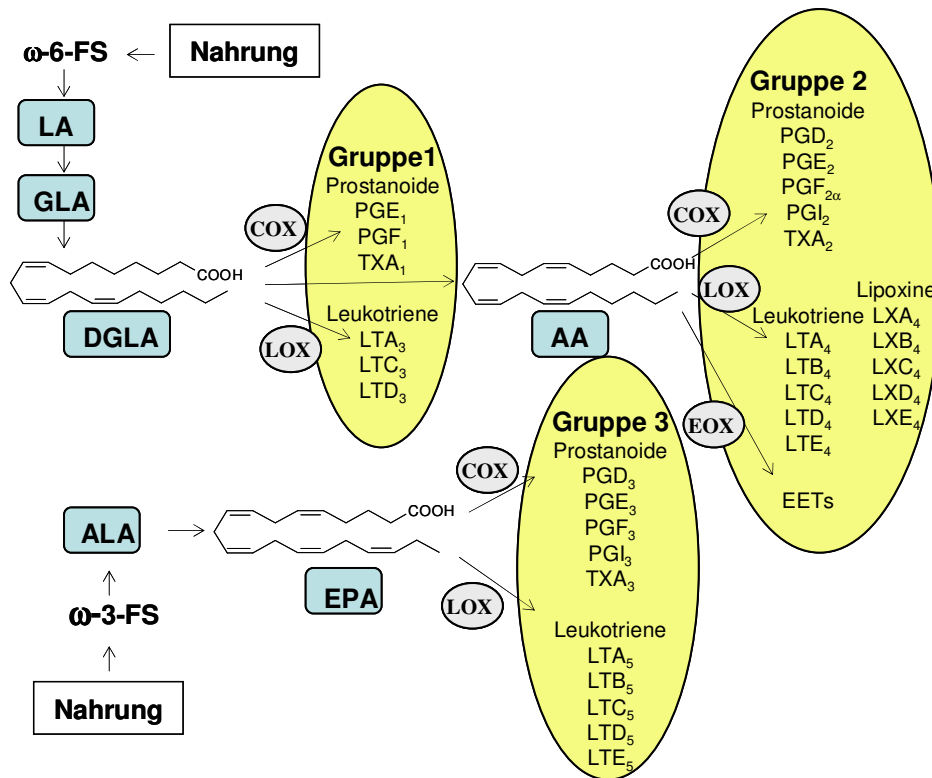 ω-6-FS
Nahrung
LA
GLA
COOH
DGLA
COX
LOX
Gruppe1
Prostanoide
PGE₁
PGF₁
TXA₁
Leukotriene
LTA₃
LTC₃
LTD₃
COOH
AA
COX
LOX
EOX
Gruppe 2
Prostanoide
PGD₂
PGE₂
PGF₂α
PGI₂
TXA₂
Leukotriene
LTA₄
LTB₄
LTC₄
LTD₄
LTE₄
Lipoxine
LXA₄
LXB₄
LXC₄
LXD₄
LXE₄
EETs
ALA
ω-3-FS
Nahrung
COOH
EPA
COX
LOX
Gruppe 3
Prostanoide
PGD₃
PGE₃
PGF₃
PGI₃
TXA₃
Leukotriene
LTA₅
LTB₅
LTC₅
LTD₅
LTE₅